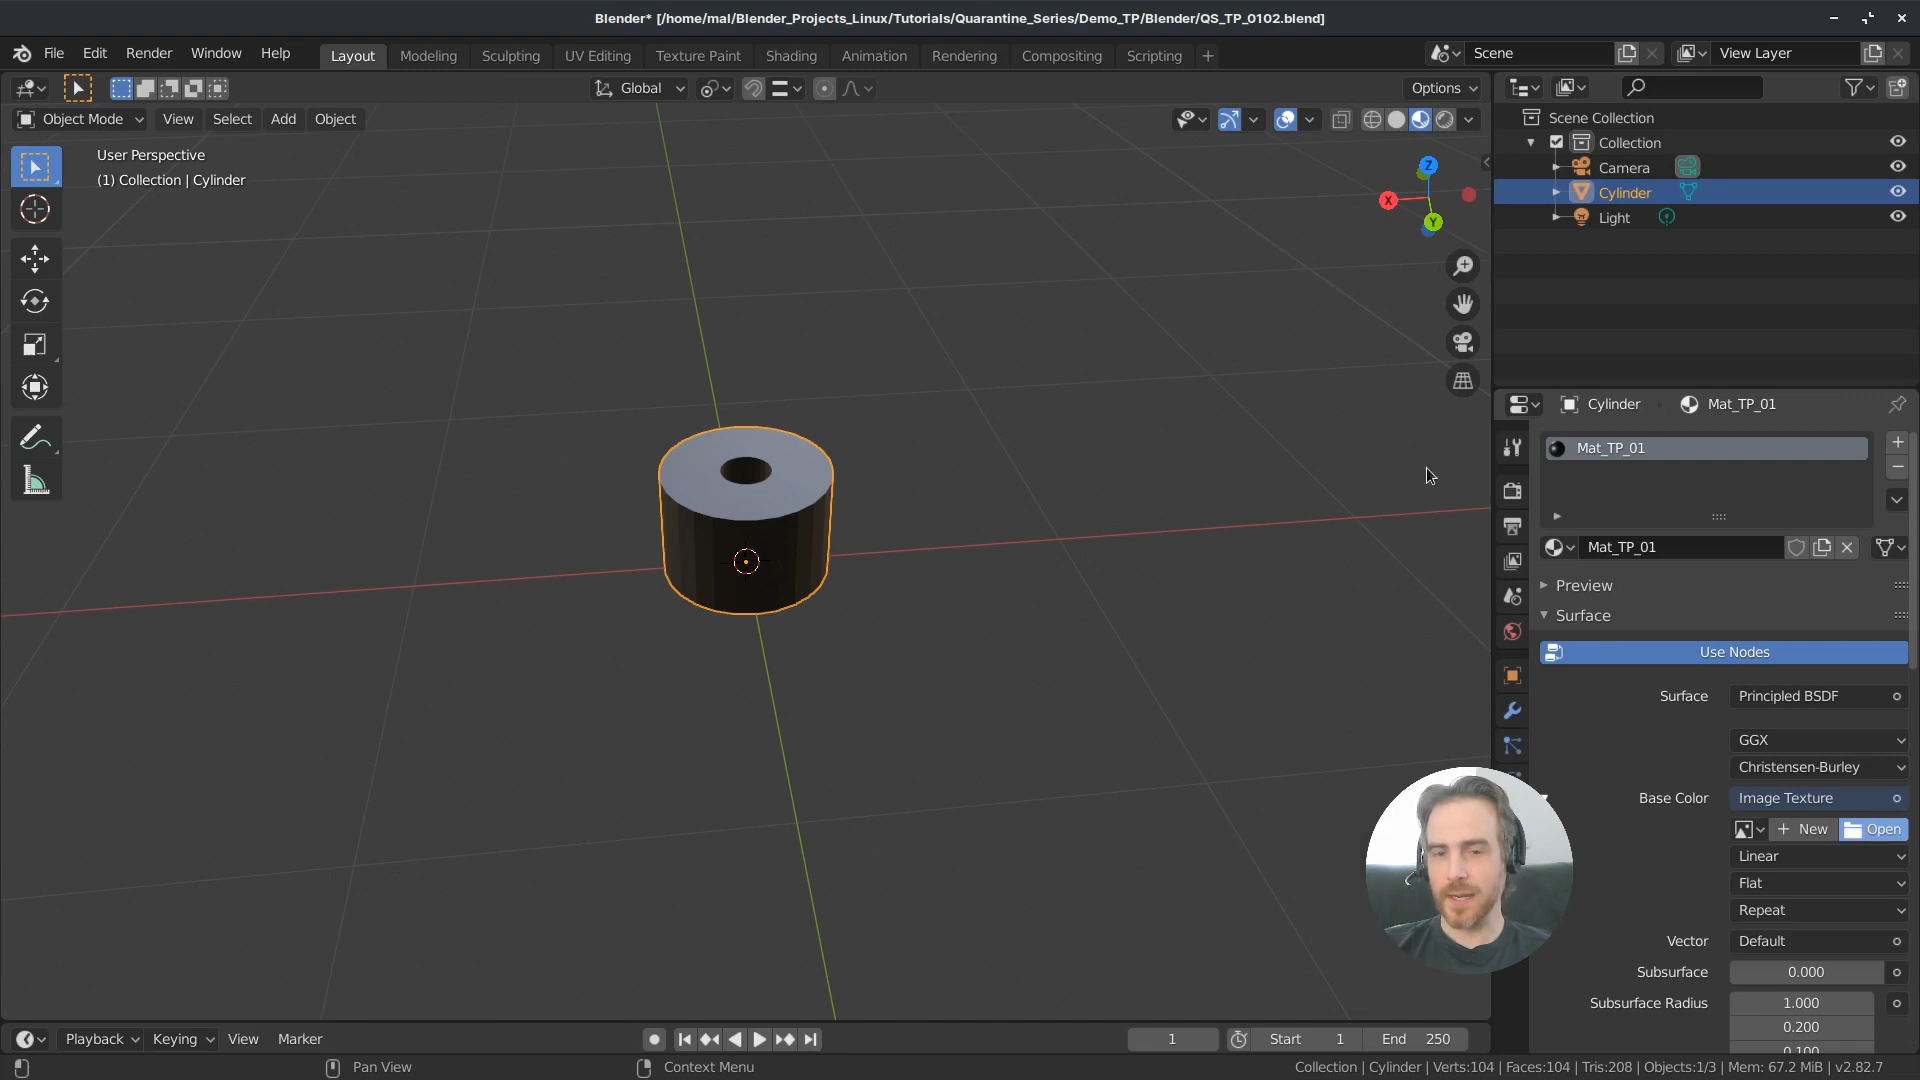 Blender* [/home/mal/Blender_Projects_Linux/Tutorials/Quarantine_Series/Demo_TP/Blender/QS_TP_0102.blend]
File Edit Render Window Help Layout Modeling Sculpting UV Editing Texture Paint Shading Animation Rendering Compositing Scripting + Scene View Layer
Global Options
Object Mode View Select Add Object
User Perspective
(1) Collection | Cylinder
Z
X
Y
Scene Collection
Collection
Camera
Cylinder
Light
Cylinder Mat_TP_01
Mat_TP_01
Mat_TP_01
Preview
Surface
Use Nodes
Surface Principled BSDF
GGX
Christensen-Burley
Base Color Image Texture
New Open
Linear
Flat
Repeat
Vector Default
Subsurface 0.000
Subsurface Radius 1.000
0.200
0.100
Playback Keying View Marker 1 Start 1 End 250
Pan View Context Menu Collection | Cylinder | Verts:104 | Faces:104 | Tris:208 | Objects:1/3 | Mem: 67.2 MiB | v2.82.7